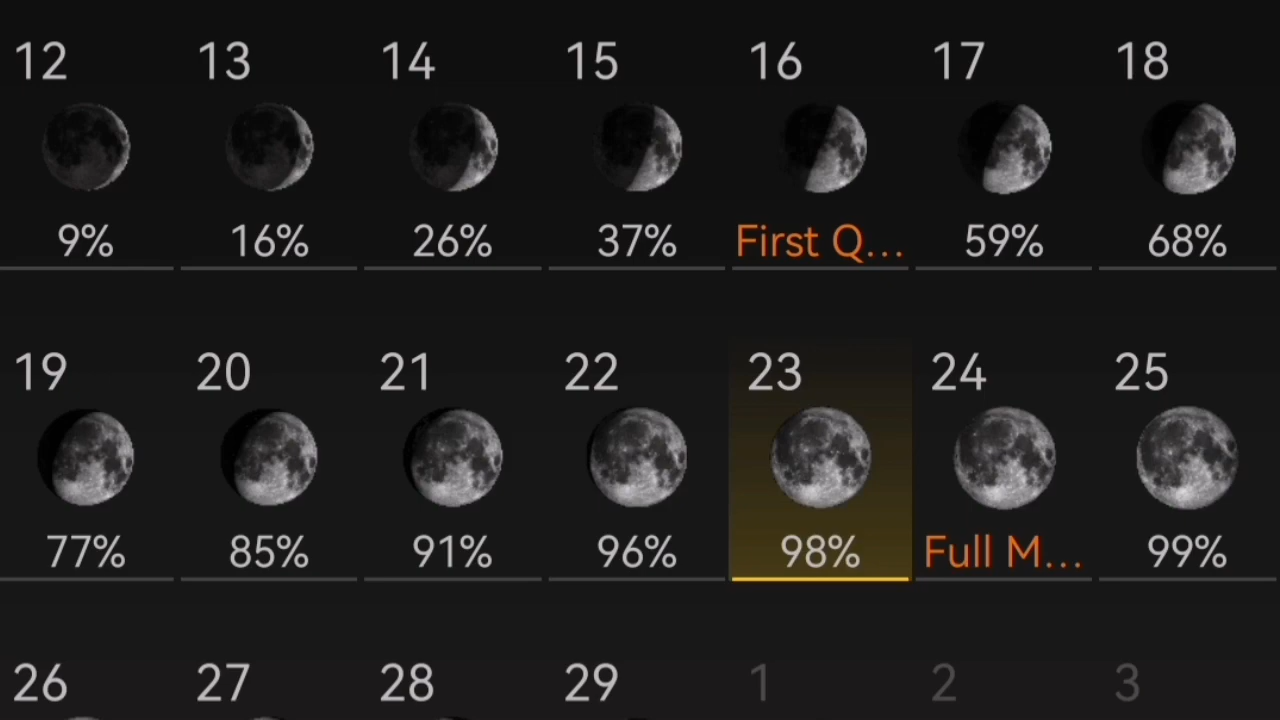 12 13 14 15 16 17 18
9% 16% 26% 37% First Q... 59% 68%
19 20 21 22 23 24 25
77% 85% 91% 96% 98% Full M... 99%
26 27 28 29 1 2 3